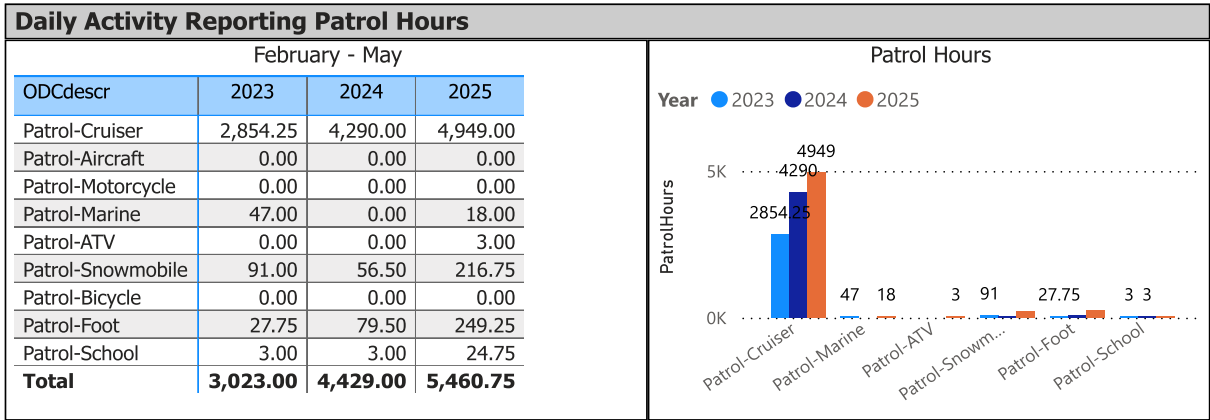 Daily Activity Reporting Patrol Hours
February - May
ODCdescr 2023 2024 2025
Patrol-Cruiser 2,854.25 4,290.00 4,949.00
Patrol-Aircraft 0.00 0.00 0.00
Patrol-Motorcycle 0.00 0.00 0.00
Patrol-Marine 47.00 0.00 18.00
Patrol-ATV 0.00 0.00 3.00
Patrol-Snowmobile 91.00 56.50 216.75
Patrol-Bicycle 0.00 0.00 0.00
Patrol-Foot 27.75 79.50 249.25
Patrol-School 3.00 3.00 24.75
Total 3,023.00 4,429.00 5,460.75
Patrol Hours
Year 2023 2024 2025
PatrolHours
5K
0K
4949
4290
2854.25
47 18 3 91 27.75 3 3
Patrol-Cruiser
Patrol-Marine
Patrol-ATV
Patrol-Snowm...
Patrol-Foot
Patrol-School